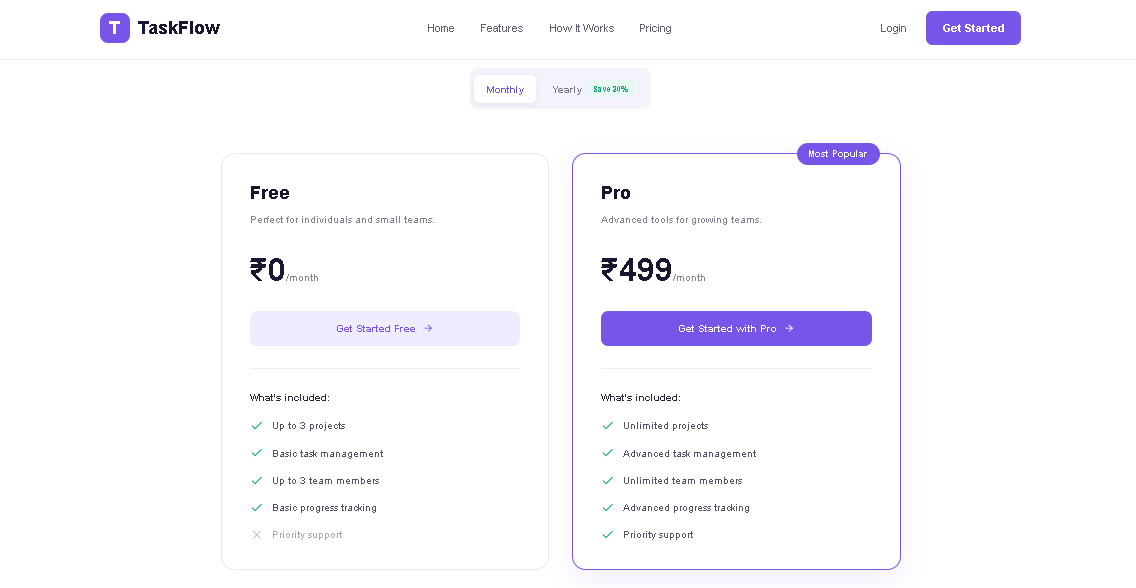 T TaskFlow
Home Features How It Works Pricing
Login Get Started
Monthly Yearly Save 20%
Free
Perfect for individuals and small teams.
₹0/month
Get Started Free →
What's included:
Up to 3 projects
Basic task management
Up to 3 team members
Basic progress tracking
Priority support
Most Popular
Pro
Advanced tools for growing teams.
₹499/month
Get Started with Pro →
What's included:
Unlimited projects
Advanced task management
Unlimited team members
Advanced progress tracking
Priority support